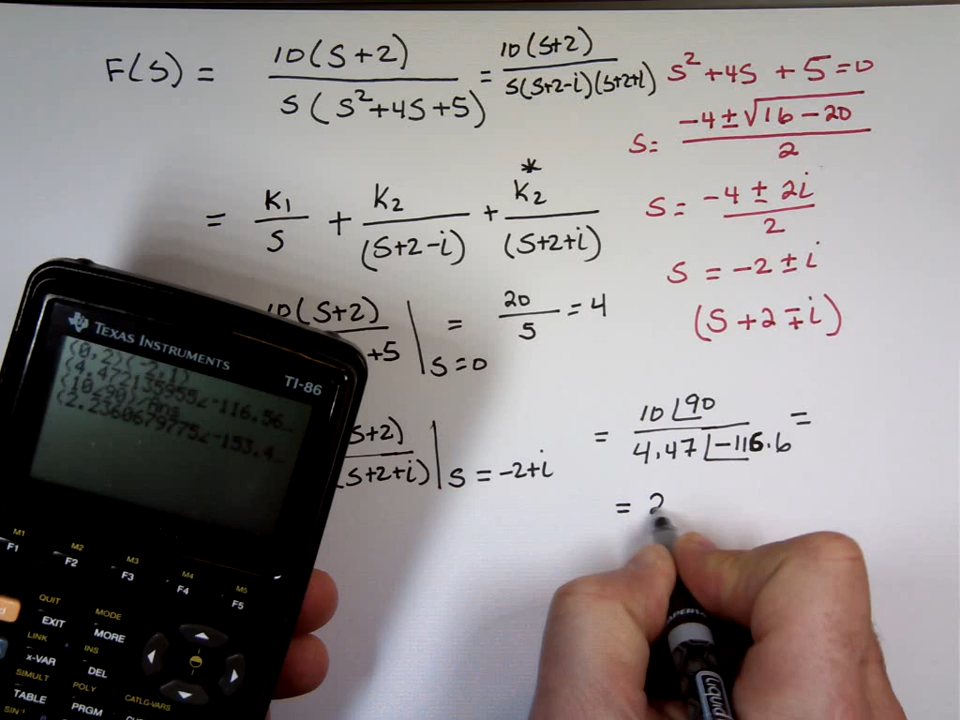 F(S) = 10(S+2) / S(S²+4S+5) = 10(S+2) / S(S+2-i)(S+2+i)
S²+4S+5=0
S= -4±√16-20 / 2
= K₁ / S + K₂ / (S+2-i) + K₂* / (S+2+i)
S= -4 ± 2i / 2
S = -2 ± i
(S+2∓i)
10(S+2) / +5 | S=0 = 20 / 5 = 4
S+2) / (S+2+i) | S = -2+i = 10∠90 / 4.47∠-116.6 =
= 2
TEXAS INSTRUMENTS
TI-86
(0,2)(-2,1)
(4.472135955∠-116.56…
(10∠90)/Ans
(2.2360679775∠-153.4…
M1 M2 M3 M4 M5
F1 F2 F3 F4 F5
QUIT MODE
EXIT MORE
LINK INS
x-VAR DEL
SIMULT POLY CATLG-VARS
TABLE PRGM